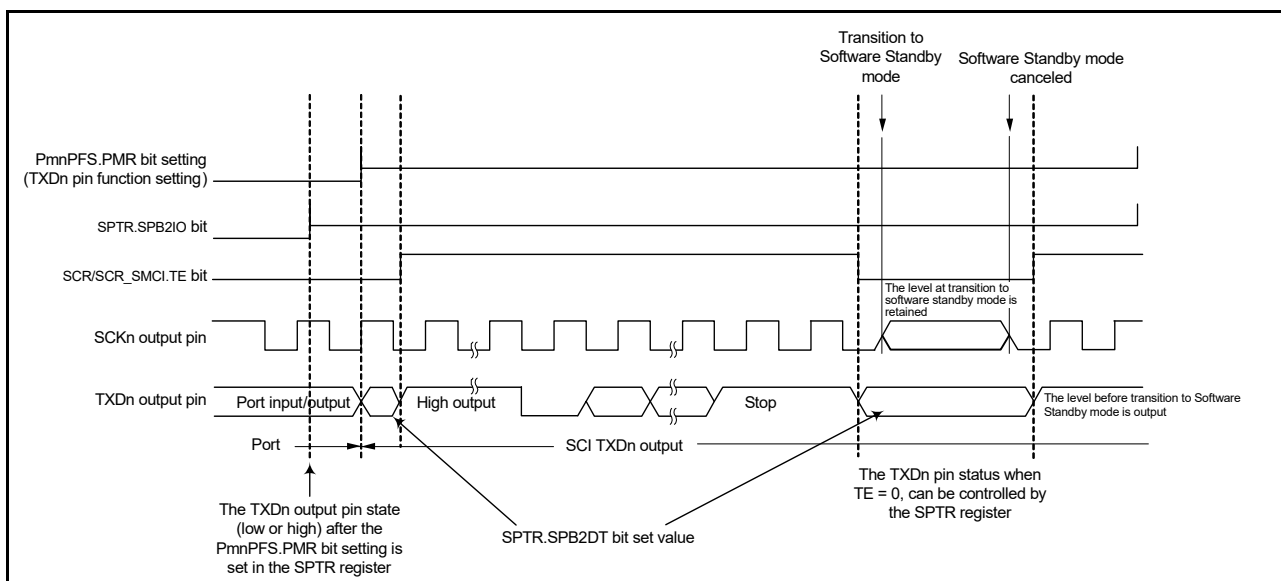 Transition to
Software Standby
mode
Software Standby mode
canceled
PmnPFS.PMR bit setting
(TXDn pin function setting)
SPTR.SPB2IO bit
SCR/SCR_SMCI.TE bit
The level at transition to
software standby mode is
retained
SCKn output pin
TXDn output pin
Port input/output
High output
Stop
The level before transition to Software
Standby mode is output
Port
SCI TXDn output
The TXDn output pin state
(low or high) after the
PmnPFS.PMR bit setting is
set in the SPTR register
SPTR.SPB2DT bit set value
The TXDn pin status when
TE = 0, can be controlled by
the SPTR register